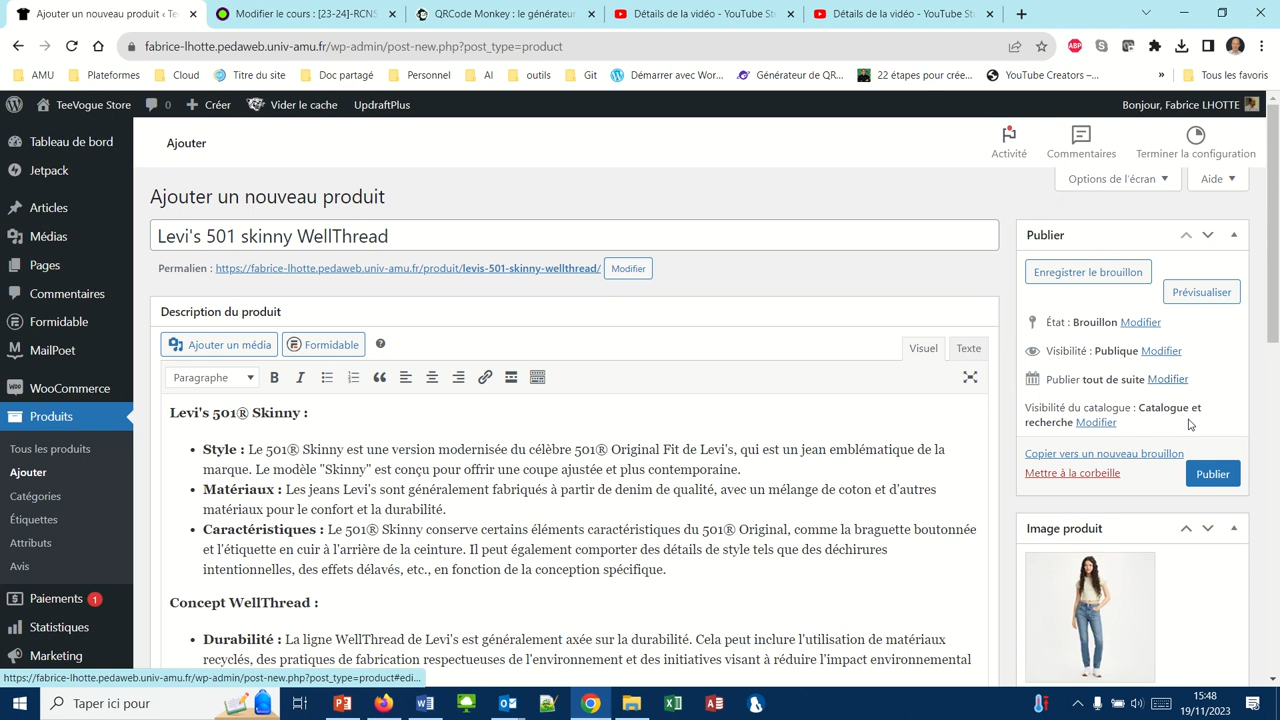 Ajouter un nouveau produit ‹ Te
Modifier le cours : [23-24]-RCNS
QRCode Monkey : le générateur
Détails de la vidéo - YouTube St
Détails de la vidéo - YouTube St
fabrice-lhotte.pedaweb.univ-amu.fr/wp-admin/post-new.php?post_type=product
AMU
Plateformes
Cloud
Titre du site
Doc partagé
Personnel
AI
outils
Git
Démarrer avec Wor...
Générateur de QR...
22 étapes pour crée...
YouTube Creators –...
»
Tous les favoris
TeeVogue Store
0
Créer
Vider le cache
UpdraftPlus
Bonjour, Fabrice LHOTTE
Tableau de bord
Jetpack
Articles
Médias
Pages
Commentaires
Formidable
MailPoet
WooCommerce
Produits
Tous les produits
Ajouter
Catégories
Étiquettes
Attributs
Avis
Paiements 1
Statistiques
Marketing
Ajouter
Activité
Commentaires
Terminer la configuration
Options de l'écran
Aide
Ajouter un nouveau produit
Levi's 501 skinny WellThread
Permalien : https://fabrice-lhotte.pedaweb.univ-amu.fr/produit/levis-501-skinny-wellthread/ Modifier
Description du produit
Ajouter un média
Formidable
Visuel
Texte
Paragraphe
B
I
Levi's 501® Skinny :
• Style : Le 501® Skinny est une version modernisée du célèbre 501® Original Fit de Levi's, qui est un jean emblématique de la
marque. Le modèle "Skinny" est conçu pour offrir une coupe ajustée et plus contemporaine.
• Matériaux : Les jeans Levi's sont généralement fabriqués à partir de denim de qualité, avec un mélange de coton et d'autres
matériaux pour le confort et la durabilité.
• Caractéristiques : Le 501® Skinny conserve certains éléments caractéristiques du 501® Original, comme la braguette boutonnée
et l'étiquette en cuir à l'arrière de la ceinture. Il peut également comporter des détails de style tels que des déchirures
intentionnelles, des effets délavés, etc., en fonction de la conception spécifique.
Concept WellThread :
• Durabilité : La ligne WellThread de Levi's est généralement axée sur la durabilité. Cela peut inclure l'utilisation de matériaux
recyclés, des pratiques de fabrication respectueuses de l'environnement et des initiatives visant à réduire l'impact environnemental
Publier
Enregistrer le brouillon
Prévisualiser
État : Brouillon Modifier
Visibilité : Publique Modifier
Publier tout de suite Modifier
Visibilité du catalogue : Catalogue et
recherche Modifier
Copier vers un nouveau brouillon
Mettre à la corbeille
Publier
Image produit
https://fabrice-lhotte.pedaweb.univ-amu.fr/wp-admin/post-new.php?post_type=product#edi...
Taper ici pour
15:48
19/11/2023